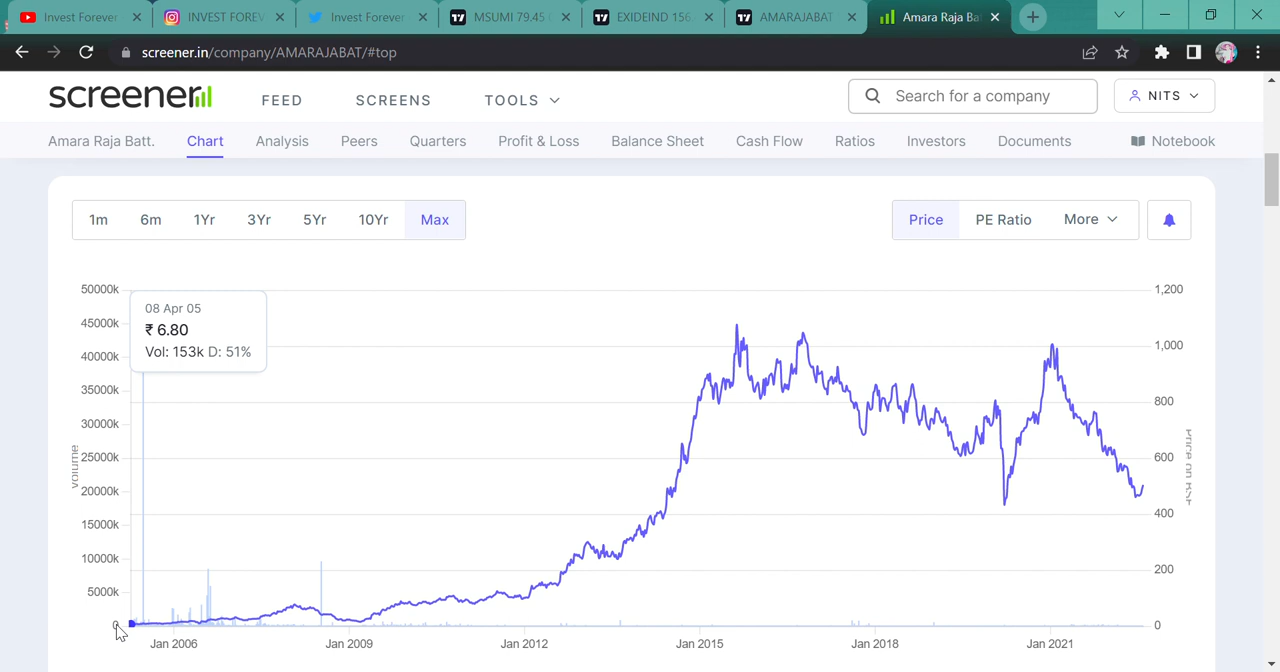 Invest Forever
INVEST FOREV
Invest Forever
MSUMI 79.45
EXIDEIND 156.
AMARAJABAT
Amara Raja Ba
screener.in/company/AMARAJABAT/#top
screener
FEED
SCREENS
TOOLS
Search for a company
NITS
Amara Raja Batt.
Chart
Analysis
Peers
Quarters
Profit & Loss
Balance Sheet
Cash Flow
Ratios
Investors
Documents
Notebook
1m
6m
1Yr
3Yr
5Yr
10Yr
Max
Price
PE Ratio
More
50000k
45000k
40000k
35000k
30000k
25000k
20000k
15000k
10000k
5000k
0
volume
08 Apr 05
₹ 6.80
Vol: 153k D: 51%
1,200
1,000
800
600
400
200
0
Price on BSE
Jan 2006
Jan 2009
Jan 2012
Jan 2015
Jan 2018
Jan 2021